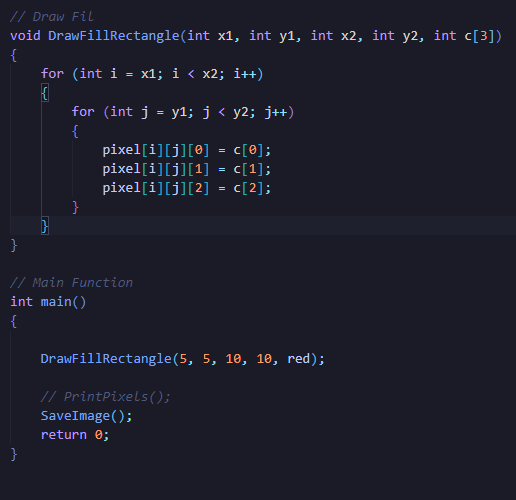 // Draw Fil
void DrawFillRectangle(int x1, int y1, int x2, int y2, int c[3])
{
    for (int i = x1; i < x2; i++)
    {
        for (int j = y1; j < y2; j++)
        {
            pixel[i][j][0] = c[0];
            pixel[i][j][1] = c[1];
            pixel[i][j][2] = c[2];
        }
    }
}
// Main Function
int main()
{
    DrawFillRectangle(5, 5, 10, 10, red);
    // PrintPixels();
    SaveImage();
    return 0;
}